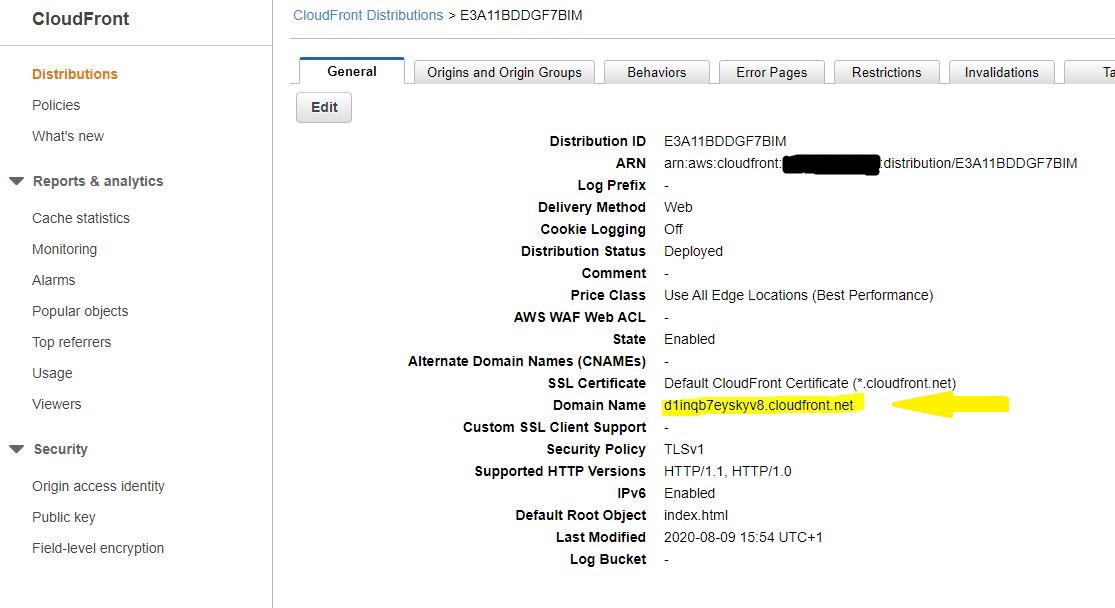 CloudFront
Distributions
Policies
What's new
Reports & analytics
Cache statistics
Monitoring
Alarms
Popular objects
Top referrers
Usage
Viewers
Security
Origin access identity
Public key
Field-level encryption
CloudFront Distributions > E3A11BDDGF7BIM
General Origins and Origin Groups Behaviors Error Pages Restrictions Invalidations Ta
Edit
Distribution ID E3A11BDDGF7BIM
ARN arn:aws:cloudfront: :distribution/E3A11BDDGF7BIM
Log Prefix -
Delivery Method Web
Cookie Logging Off
Distribution Status Deployed
Comment -
Price Class Use All Edge Locations (Best Performance)
AWS WAF Web ACL -
State Enabled
Alternate Domain Names (CNAMEs) -
SSL Certificate Default CloudFront Certificate (*.cloudfront.net)
Domain Name d1inqb7eyskyv8.cloudfront.net
Custom SSL Client Support -
Security Policy TLSv1
Supported HTTP Versions HTTP/1.1, HTTP/1.0
IPv6 Enabled
Default Root Object index.html
Last Modified 2020-08-09 15:54 UTC+1
Log Bucket -